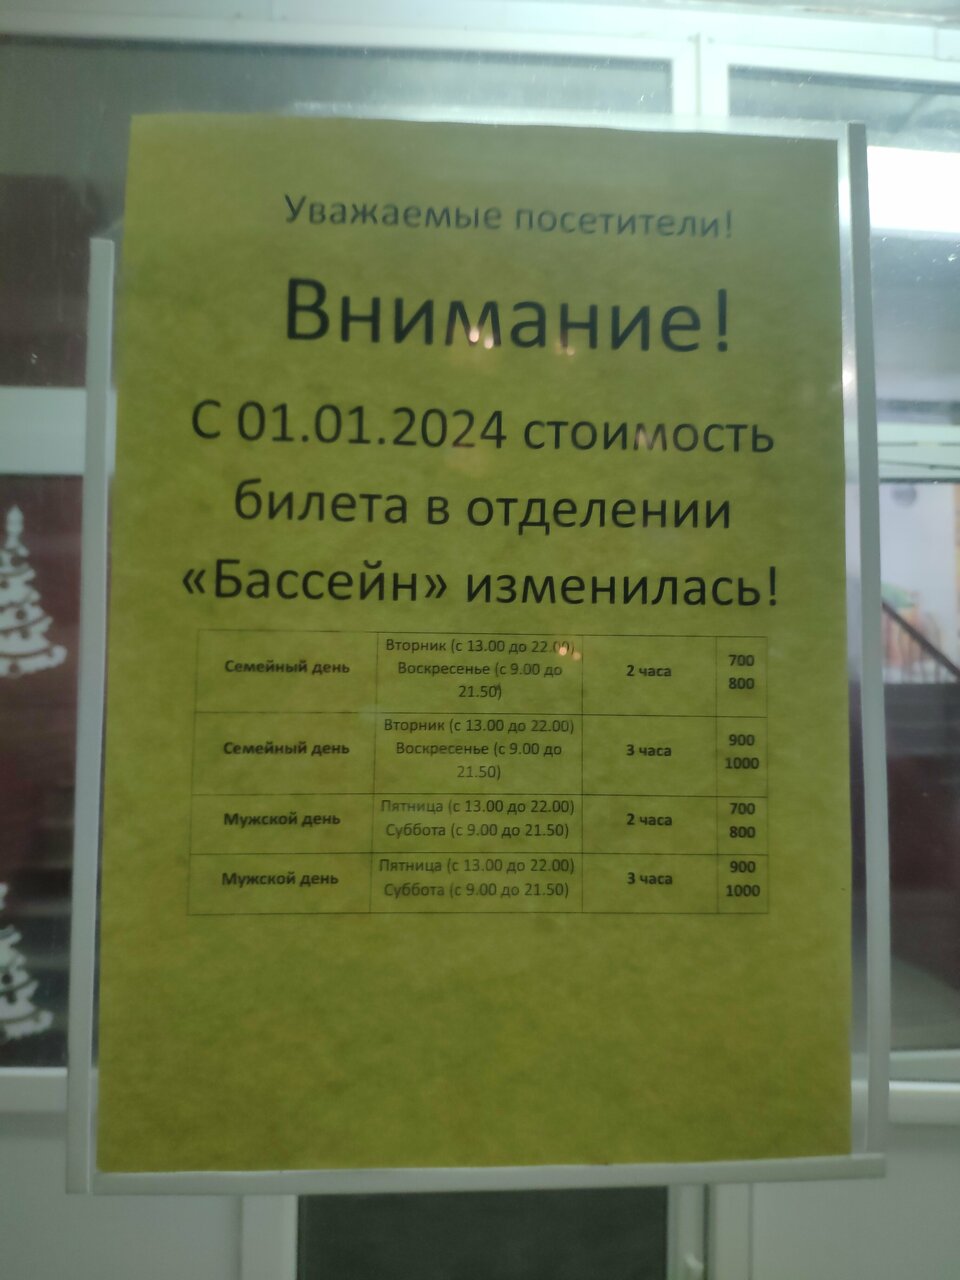 Уважаемые посетители!
Внимание!
С 01.01.2024 стоимость
билета в отделении
«Бассейн» изменилась!
Семейный день
Вторник (с 13.00 до 22.00)
Воскресенье (с 9.00 до
21.50)
2 часа
700
800
Семейный день
Вторник (с 13.00 до 22.00)
Воскресенье (с 9.00 до
21.50)
3 часа
900
1000
Мужской день
Пятница (с 13.00 до 22.00)
Суббота (с 9.00 до 21.50)
2 часа
700
800
Мужской день
Пятница (с 13.00 до 22.00)
Суббота (с 9.00 до 21.50)
3 часа
900
1000